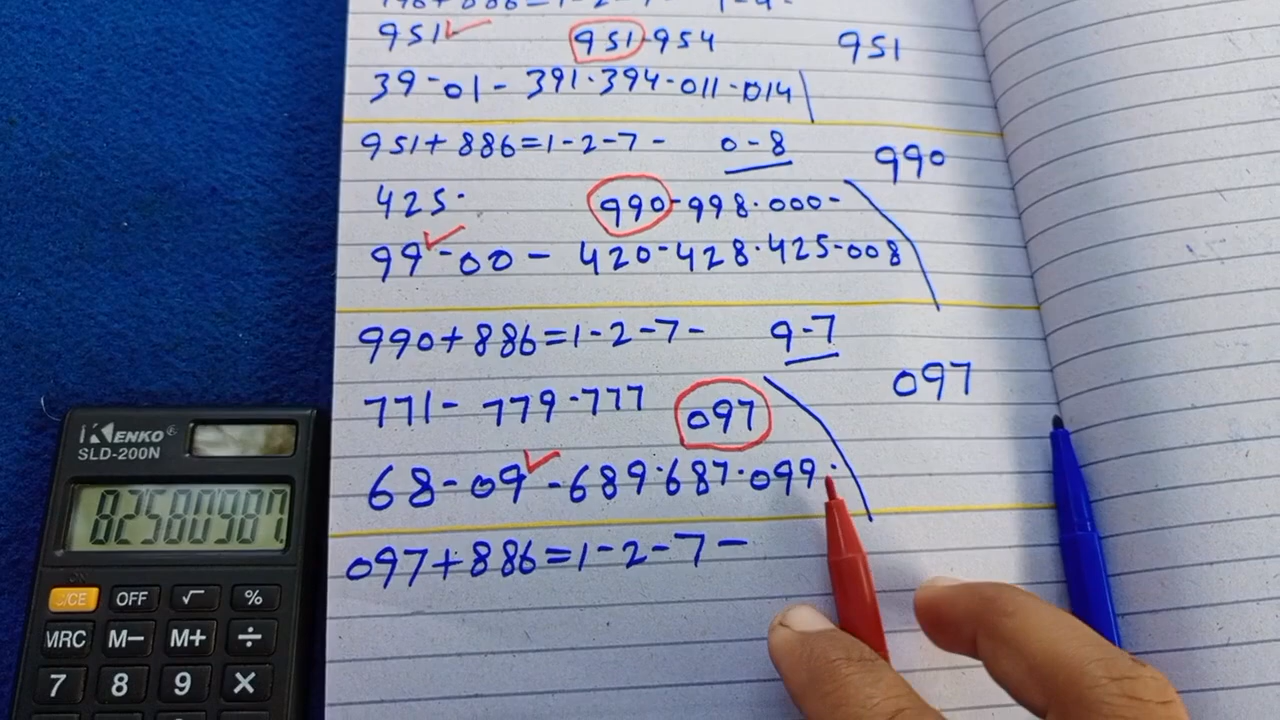 951 951-954 951
39-01-391.394.011.014
951+886=1-2-7- 0-8 990
425. 990-998.000-
99-00-420-428.425-008
990+886=1-2-7- 9-7
771-779.777 097 097
68-09-689.687.099.
097+886=1-2-7-
KENKO®
SLD-200N
82580987.
C/CE OFF √ %
MRC M− M+ ÷
7 8 9 X